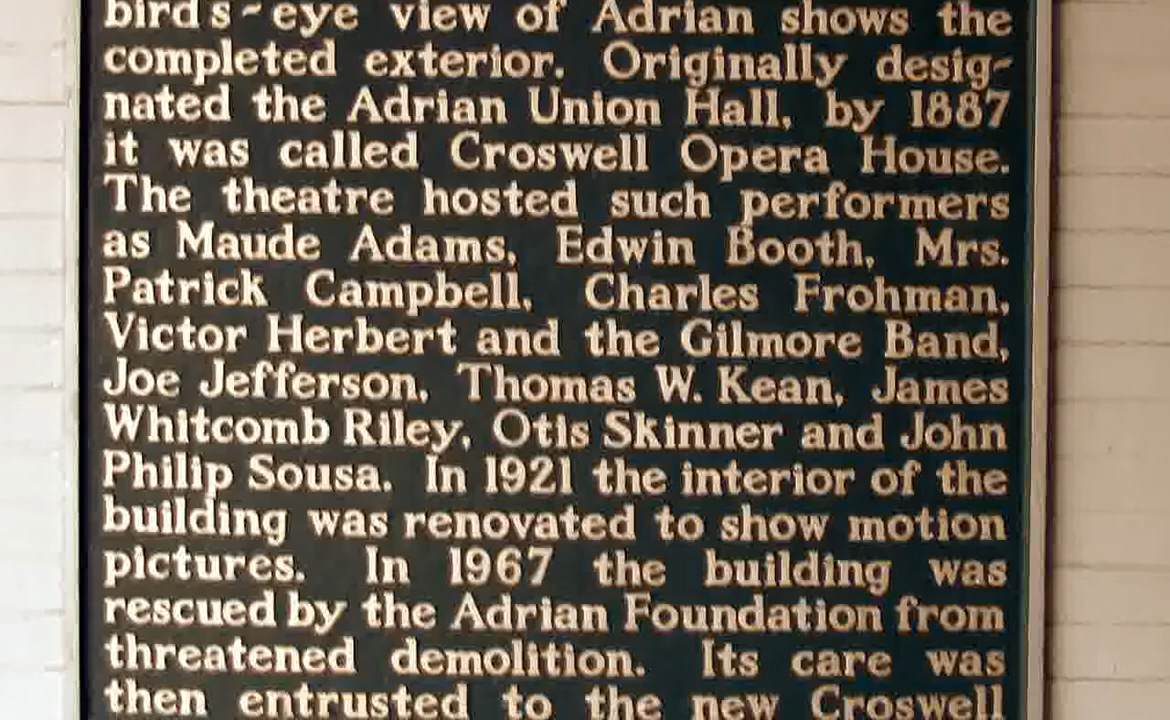 bird's-eye view of Adrian shows the
completed exterior. Originally desig-
nated the Adrian Union Hall, by 1887
it was called Croswell Opera House.
The theatre hosted such performers
as Maude Adams, Edwin Booth, Mrs.
Patrick Campbell, Charles Frohman,
Victor Herbert and the Gilmore Band,
Joe Jefferson, Thomas W. Kean, James
Whitcomb Riley, Otis Skinner and John
Philip Sousa. In 1921 the interior of the
building was renovated to show motion
pictures. In 1967 the building was
rescued by the Adrian Foundation from
threatened demolition. Its care was
then entrusted to the new Croswell